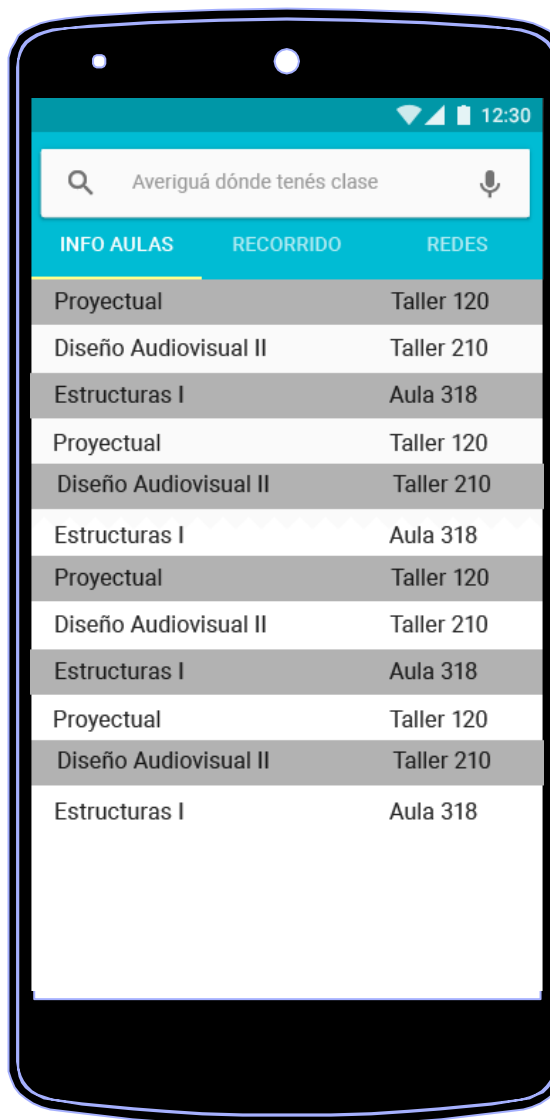 12:30
Averiguá dónde tenés clase
INFO AULAS RECORRIDO REDES
Proyectual Taller 120
Diseño Audiovisual II Taller 210
Estructuras I Aula 318
Proyectual Taller 120
Diseño Audiovisual II Taller 210
Estructuras I Aula 318
Proyectual Taller 120
Diseño Audiovisual II Taller 210
Estructuras I Aula 318
Proyectual Taller 120
Diseño Audiovisual II Taller 210
Estructuras I Aula 318